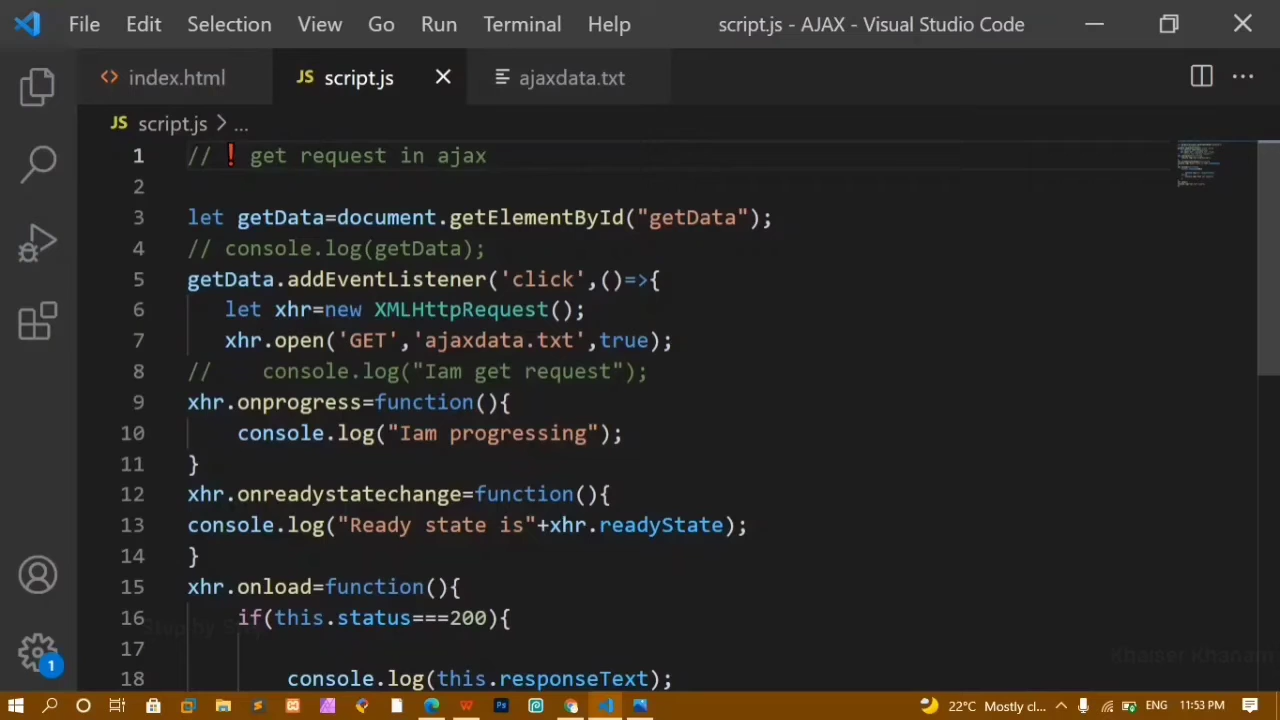 File Edit Selection View Go Run Terminal Help script.js - AJAX - Visual Studio Code
index.html JS script.js ajaxdata.txt
JS script.js > ...
1 // ❗ get request in ajax
2
3 let getData=document.getElementById("getData");
4 // console.log(getData);
5 getData.addEventListener('click',()=>{
6 let xhr=new XMLHttpRequest();
7 xhr.open('GET','ajaxdata.txt',true);
8 // console.log("Iam get request");
9 xhr.onprogress=function(){
10 console.log("Iam progressing");
11 }
12 xhr.onreadystatechange=function(){
13 console.log("Ready state is"+xhr.readyState);
14 }
15 xhr.onload=function(){
16 if(this.status===200){
17
18 console.log(this.responseText);
Khaiser Khanam
1
22°C Mostly cl... ENG 11:53 PM